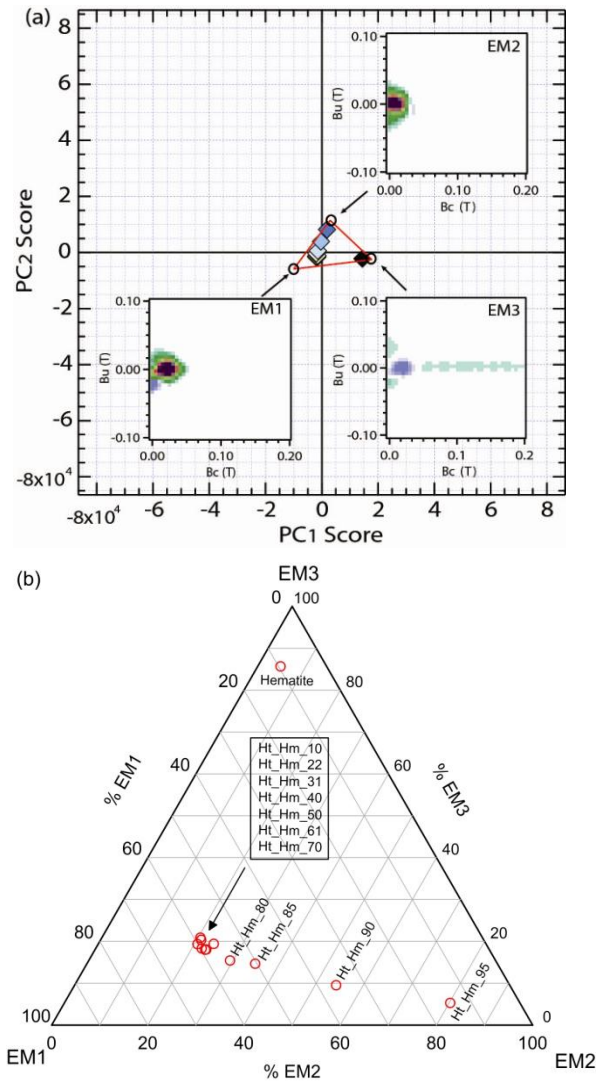 (a)
8
6
4
2
0
-2
-4
-6
-8x10⁴
PC2 Score
-8x10⁴
-6
-4
-2
0
2
4
6
8
PC1 Score
EM2
0.10
0.00
-0.10
Bu (T)
0.00
0.10
0.20
Bc (T)
EM1
0.10
0.00
-0.10
Bu (T)
0.00
0.10
0.20
Bc (T)
EM3
0.10
0.00
-0.10
Bu (T)
0.00
0.10
0.20
Bc (T)
(b)
EM3
0
100
Hematite
20
80
Ht_Hm_10
Ht_Hm_22
Ht_Hm_31
Ht_Hm_40
Ht_Hm_50
Ht_Hm_61
Ht_Hm_70
% EM1
% EM3
40
60
60
40
80
20
Ht_Hm_80
Ht_Hm_85
Ht_Hm_90
Ht_Hm_95
100
0
0
20
40
60
80
100
EM1
% EM2
EM2